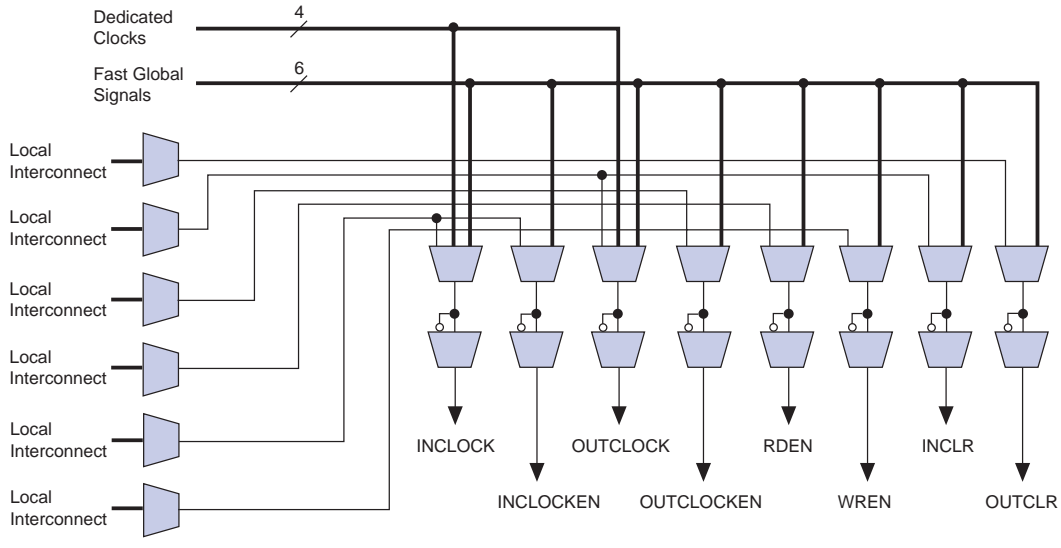 Dedicated
Clocks
4
Fast Global
Signals
6
Local
Interconnect
Local
Interconnect
Local
Interconnect
Local
Interconnect
Local
Interconnect
Local
Interconnect
INCLOCK
OUTCLOCK
RDEN
INCLR
INCLOCKEN
OUTCLOCKEN
WREN
OUTCLR